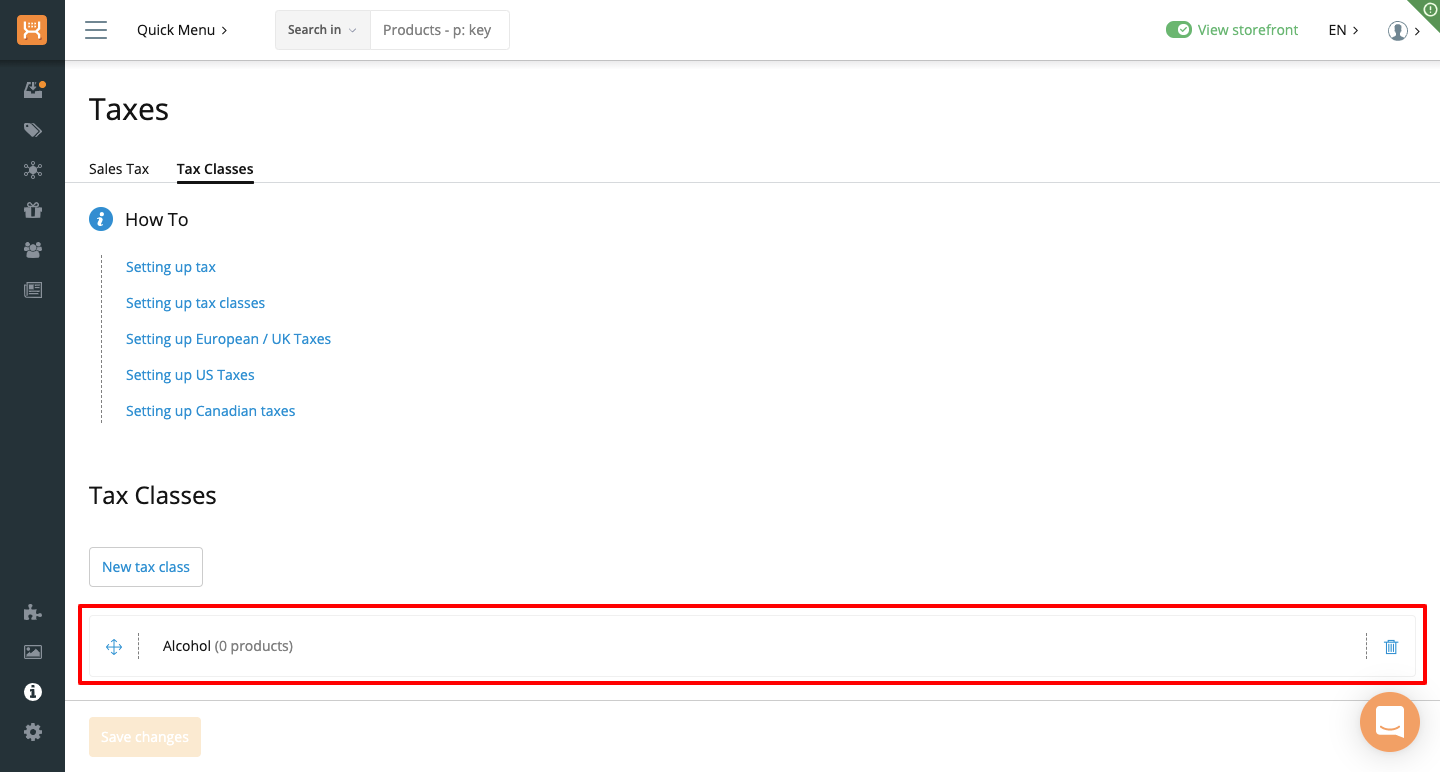 Quick Menu
Search in
Products - p: key
View storefront
EN
Taxes
Sales Tax
Tax Classes
How To
Setting up tax
Setting up tax classes
Setting up European / UK Taxes
Setting up US Taxes
Setting up Canadian taxes
Tax Classes
New tax class
Alcohol (0 products)
Save changes